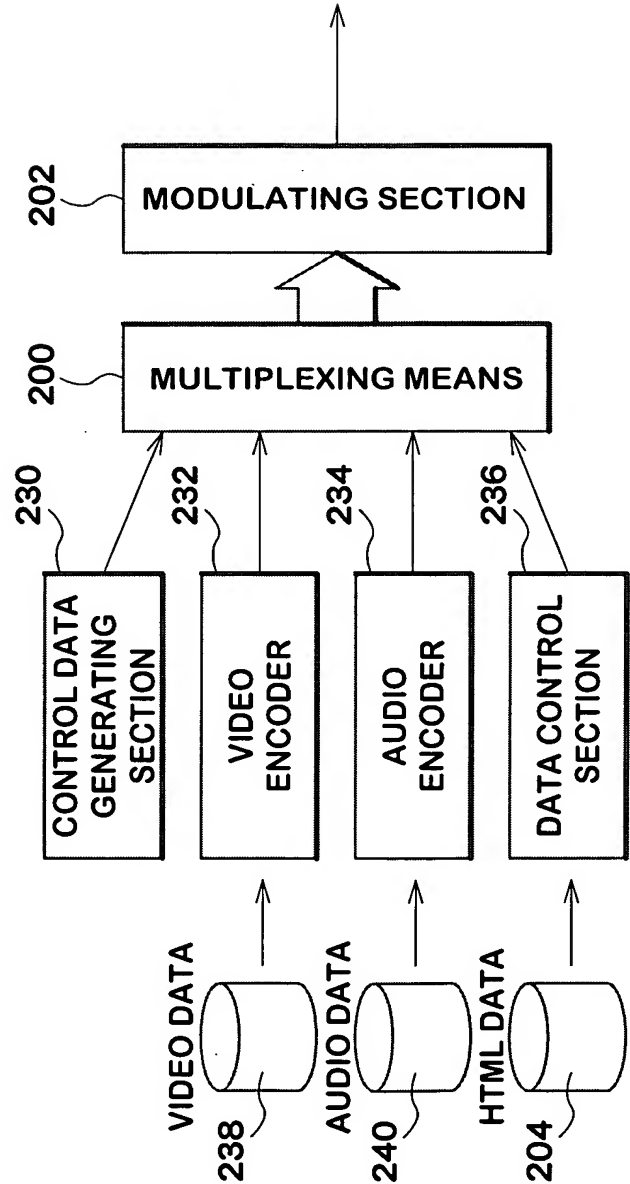 202
MODULATING SECTION
200
MULTIPLEXING MEANS
230
CONTROL DATA
GENERATING
SECTION
232
VIDEO
ENCODER
234
AUDIO
ENCODER
236
DATA CONTROL
SECTION
VIDEO DATA
238
AUDIO DATA
240
HTML DATA
204